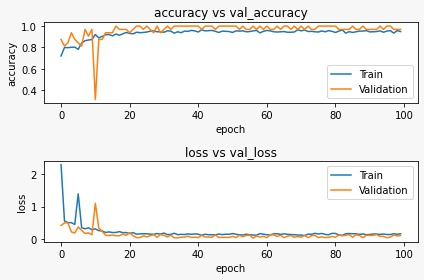 accuracy vs val_accuracy
1.0
0.8
0.6
0.4
accuracy
Train
Validation
0 20 40 60 80 100
epoch
loss vs val_loss
2
1
0
loss
Train
Validation
0 20 40 60 80 100
epoch